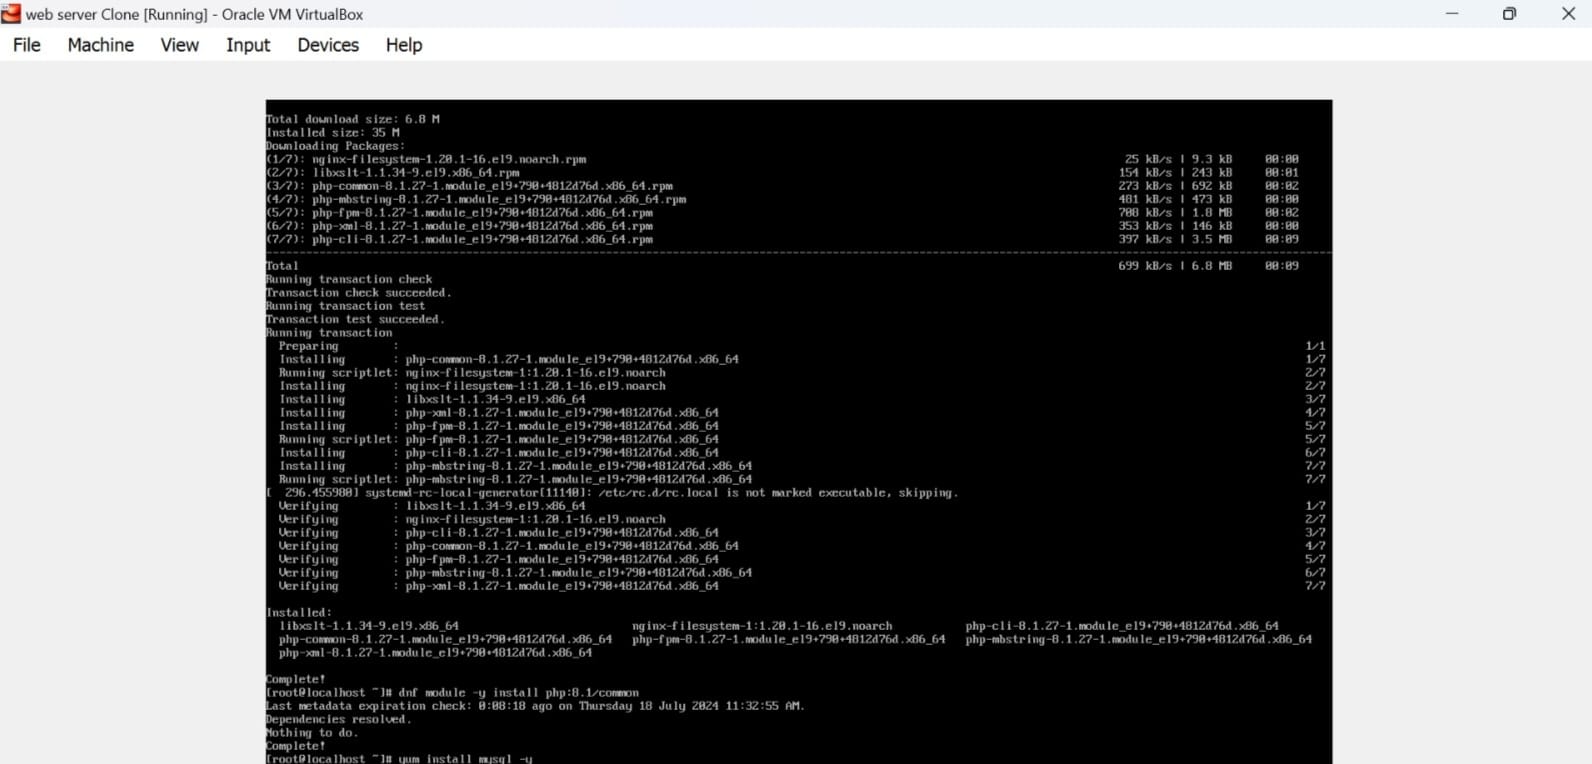 web server Clone [Running] - Oracle VM VirtualBox
File Machine View Input Devices Help
Total download size: 6.8 M
Installed size: 35 M
Downloading Packages:
(1/7): nginx-filesystem-1.20.1-16.el9.noarch.rpm 25 kB/s | 9.3 kB 00:00
(2/7): libxslt-1.1.34-9.el9.x86_64.rpm 154 kB/s | 243 kB 00:01
(3/7): php-common-8.1.27-1.module_el9+790+4812d76d.x86_64.rpm 273 kB/s | 692 kB 00:02
(4/7): php-mbstring-8.1.27-1.module_el9+790+4812d76d.x86_64.rpm 481 kB/s | 473 kB 00:00
(5/7): php-fpm-8.1.27-1.module_el9+790+4812d76d.x86_64.rpm 708 kB/s | 1.8 MB 00:02
(6/7): php-xml-8.1.27-1.module_el9+790+4812d76d.x86_64.rpm 353 kB/s | 146 kB 00:00
(7/7): php-cli-8.1.27-1.module_el9+790+4812d76d.x86_64.rpm 397 kB/s | 3.5 MB 00:09
Total 699 kB/s | 6.8 MB 00:09
Running transaction check
Transaction check succeeded.
Running transaction test
Transaction test succeeded.
Running transaction
Preparing : 1/1
Installing : php-common-8.1.27-1.module_el9+790+4812d76d.x86_64 1/7
Running scriptlet: nginx-filesystem-1:1.20.1-16.el9.noarch 2/7
Installing : nginx-filesystem-1:1.20.1-16.el9.noarch 2/7
Installing : libxslt-1.1.34-9.el9.x86_64 3/7
Installing : php-xml-8.1.27-1.module_el9+790+4812d76d.x86_64 4/7
Installing : php-fpm-8.1.27-1.module_el9+790+4812d76d.x86_64 5/7
Running scriptlet: php-fpm-8.1.27-1.module_el9+790+4812d76d.x86_64 5/7
Installing : php-cli-8.1.27-1.module_el9+790+4812d76d.x86_64 6/7
Installing : php-mbstring-8.1.27-1.module_el9+790+4812d76d.x86_64 7/7
Running scriptlet: php-mbstring-8.1.27-1.module_el9+790+4812d76d.x86_64 7/7
[ 296.455980] systemd-rc-local-generator[11140]: /etc/rc.d/rc.local is not marked executable, skipping.
Verifying : libxslt-1.1.34-9.el9.x86_64 1/7
Verifying : nginx-filesystem-1:1.20.1-16.el9.noarch 2/7
Verifying : php-cli-8.1.27-1.module_el9+790+4812d76d.x86_64 3/7
Verifying : php-common-8.1.27-1.module_el9+790+4812d76d.x86_64 4/7
Verifying : php-fpm-8.1.27-1.module_el9+790+4812d76d.x86_64 5/7
Verifying : php-mbstring-8.1.27-1.module_el9+790+4812d76d.x86_64 6/7
Verifying : php-xml-8.1.27-1.module_el9+790+4812d76d.x86_64 7/7
Installed:
libxslt-1.1.34-9.el9.x86_64 nginx-filesystem-1:1.20.1-16.el9.noarch php-cli-8.1.27-1.module_el9+790+4812d76d.x86_64
php-common-8.1.27-1.module_el9+790+4812d76d.x86_64 php-fpm-8.1.27-1.module_el9+790+4812d76d.x86_64 php-mbstring-8.1.27-1.module_el9+790+4812d76d.x86_64
php-xml-8.1.27-1.module_el9+790+4812d76d.x86_64
Complete!
[root@localhost ~]# dnf module -y install php:8.1/common
Last metadata expiration check: 0:08:18 ago on Thursday 18 July 2024 11:32:55 AM.
Dependencies resolved.
Nothing to do.
Complete!
[root@localhost ~]# yum install mysql -y